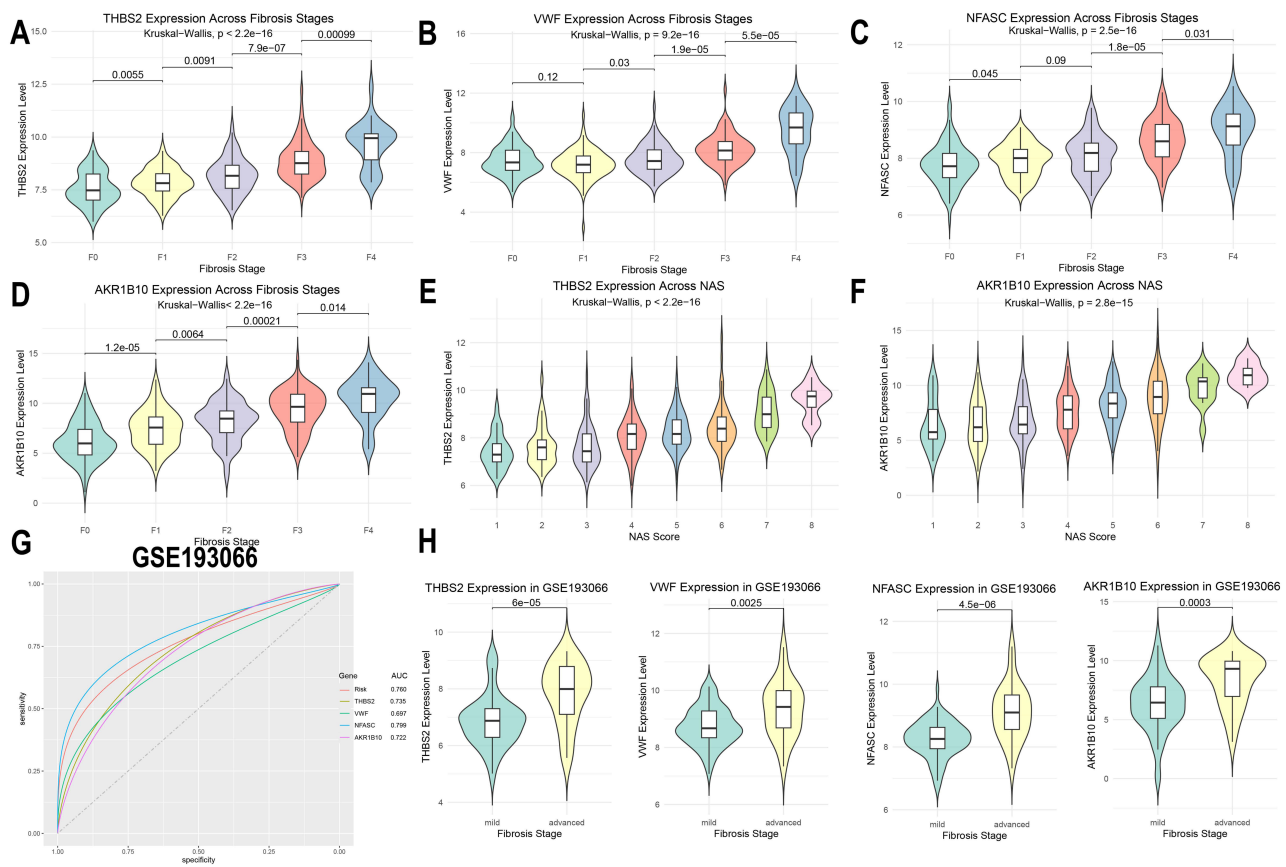 A
THBS2 Expression Across Fibrosis Stages
Kruskal−Wallis, p < 2.2e−16
0.0055
0.0091
7.9e−07
0.00099
THBS2 Expression Level
15.0
12.5
10.0
7.5
5.0
F0 F1 F2 F3 F4
Fibrosis Stage
B
VWF Expression Across Fibrosis Stages
Kruskal−Wallis, p = 9.2e−16
0.12
0.03
1.9e−05
5.5e−05
VWF Expression Level
16
12
8
4
F0 F1 F2 F3 F4
Fibrosis Stage
C
NFASC Expression Across Fibrosis Stages
Kruskal−Wallis, p = 2.5e−16
0.045
0.09
1.8e−05
0.031
NFASC Expression Level
12
10
8
6
F0 F1 F2 F3 F4
Fibrosis Stage
D
AKR1B10 Expression Across Fibrosis Stages
Kruskal−Wallis< 2.2e−16
1.2e−05
0.0064
0.00021
0.014
AKR1B10 Expression Level
15
10
5
0
F0 F1 F2 F3 F4
Fibrosis Stage
E
THBS2 Expression Across NAS
Kruskal−Wallis, p < 2.2e−16
THBS2 Expression Level
12
10
8
6
1 2 3 4 5 6 7 8
NAS Score
F
AKR1B10 Expression Across NAS
Kruskal−Wallis, p = 2.8e−15
AKR1B10 Expression Level
15
10
5
0
1 2 3 4 5 6 7 8
NAS Score
G
GSE193066
sensitivity
1.00
0.75
0.50
0.25
0.00
1.00 0.75 0.50 0.25 0.00
specificity
Gene AUC
Risk 0.760
THBS2 0.735
VWF 0.697
NFASC 0.799
AKR1B10 0.722
H
THBS2 Expression in GSE193066
6e−05
THBS2 Expression Level
10
8
6
4
mild advanced
Fibrosis Stage
VWF Expression in GSE193066
0.0025
VWF Expression Level
12
10
8
6
mild advanced
Fibrosis Stage
NFASC Expression in GSE193066
4.5e−06
NFASC Expression Level
12
10
8
6
mild advanced
Fibrosis Stage
AKR1B10 Expression in GSE193066
0.0003
AKR1B10 Expression Level
15
10
5
0
mild advanced
Fibrosis Stage